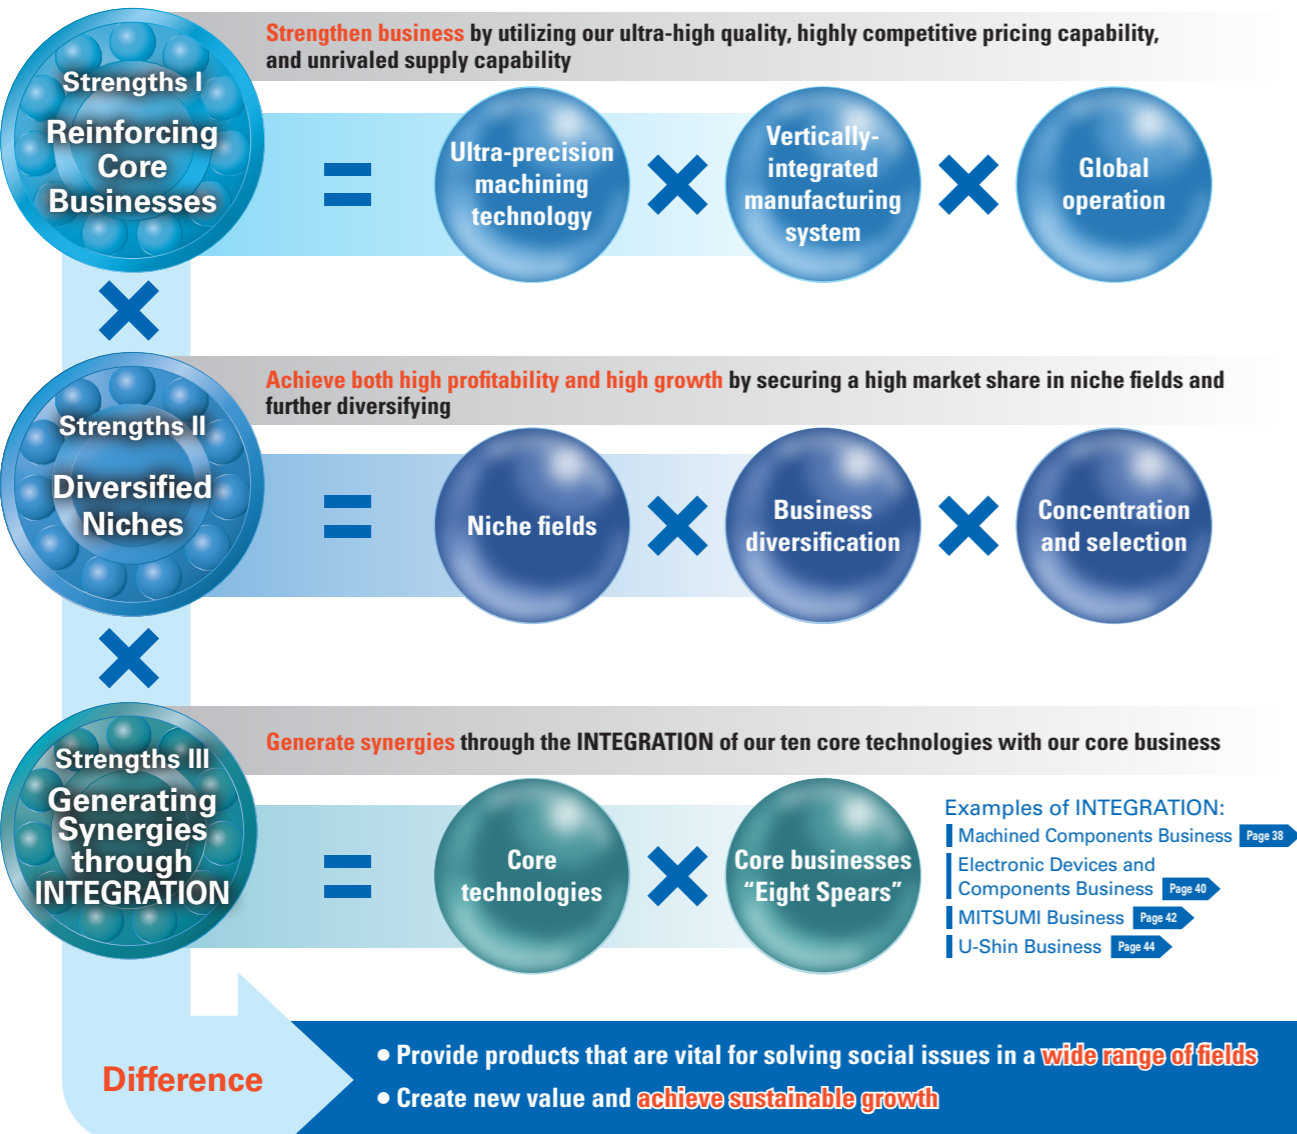 Strengths I
Reinforcing
Core
Businesses
Strengthen business by utilizing our ultra-high quality, highly competitive pricing capability,
and unrivaled supply capability
=
Ultra-precision
machining
technology
×
Vertically-
integrated
manufacturing
system
×
Global
operation
×
Strengths II
Diversified
Niches
Achieve both high profitability and high growth by securing a high market share in niche fields and
further diversifying
=
Niche fields
×
Business
diversification
×
Concentration
and selection
×
Strengths III
Generating
Synergies
through
INTEGRATION
Generate synergies through the INTEGRATION of our ten core technologies with our core business
=
Core
technologies
×
Core businesses
“Eight Spears”
Examples of INTEGRATION:
Machined Components Business Page 38
Electronic Devices and
Components Business Page 40
MITSUMI Business Page 42
U-Shin Business Page 44
Difference
● Provide products that are vital for solving social issues in a wide range of fields
● Create new value and achieve sustainable growth